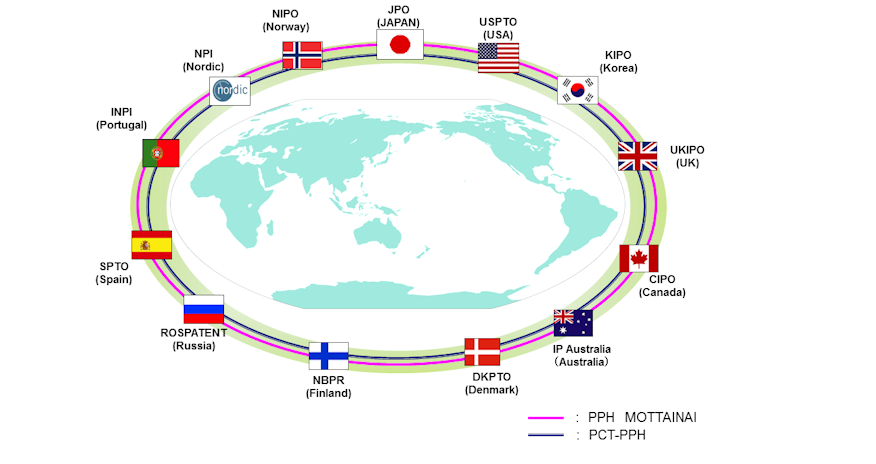 JPO
(JAPAN)
NIPO
(Norway)
USPTO
(USA)
NPI
(Nordic)
KIPO
(Korea)
nordic
INPI
(Portugal)
UKIPO
(UK)
SPTO
(Spain)
CIPO
(Canada)
ROSPATENT
(Russia)
IP Australia
(Australia)
NBPR
(Finland)
DKPTO
(Denmark)
: PPH MOTTAINAI
: PCT-PPH